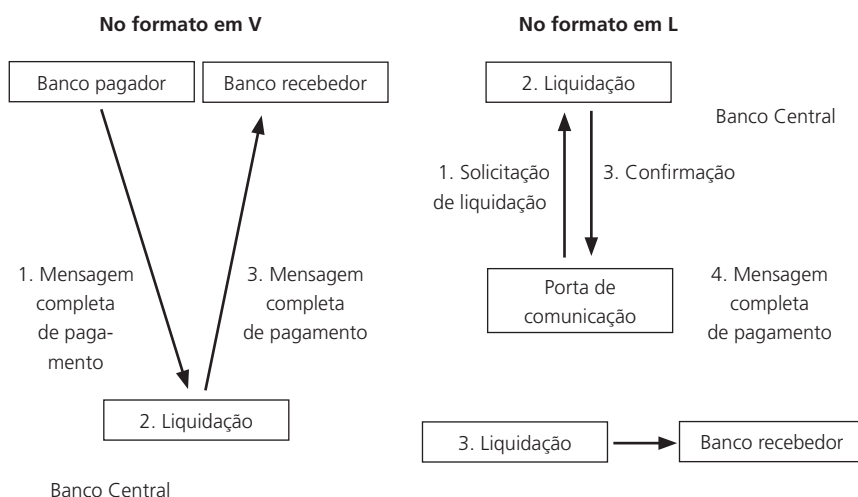 No formato em V
Banco pagador
Banco recebedor
1. Mensagem
completa
de paga-
mento
3. Mensagem
completa
de pagamento
2. Liquidação
Banco Central
No formato em L
2. Liquidação
Banco Central
1. Solicitação
de liquidação
3. Confirmação
Porta de
comunicação
4. Mensagem
completa
de pagamento
3. Liquidação
Banco recebedor